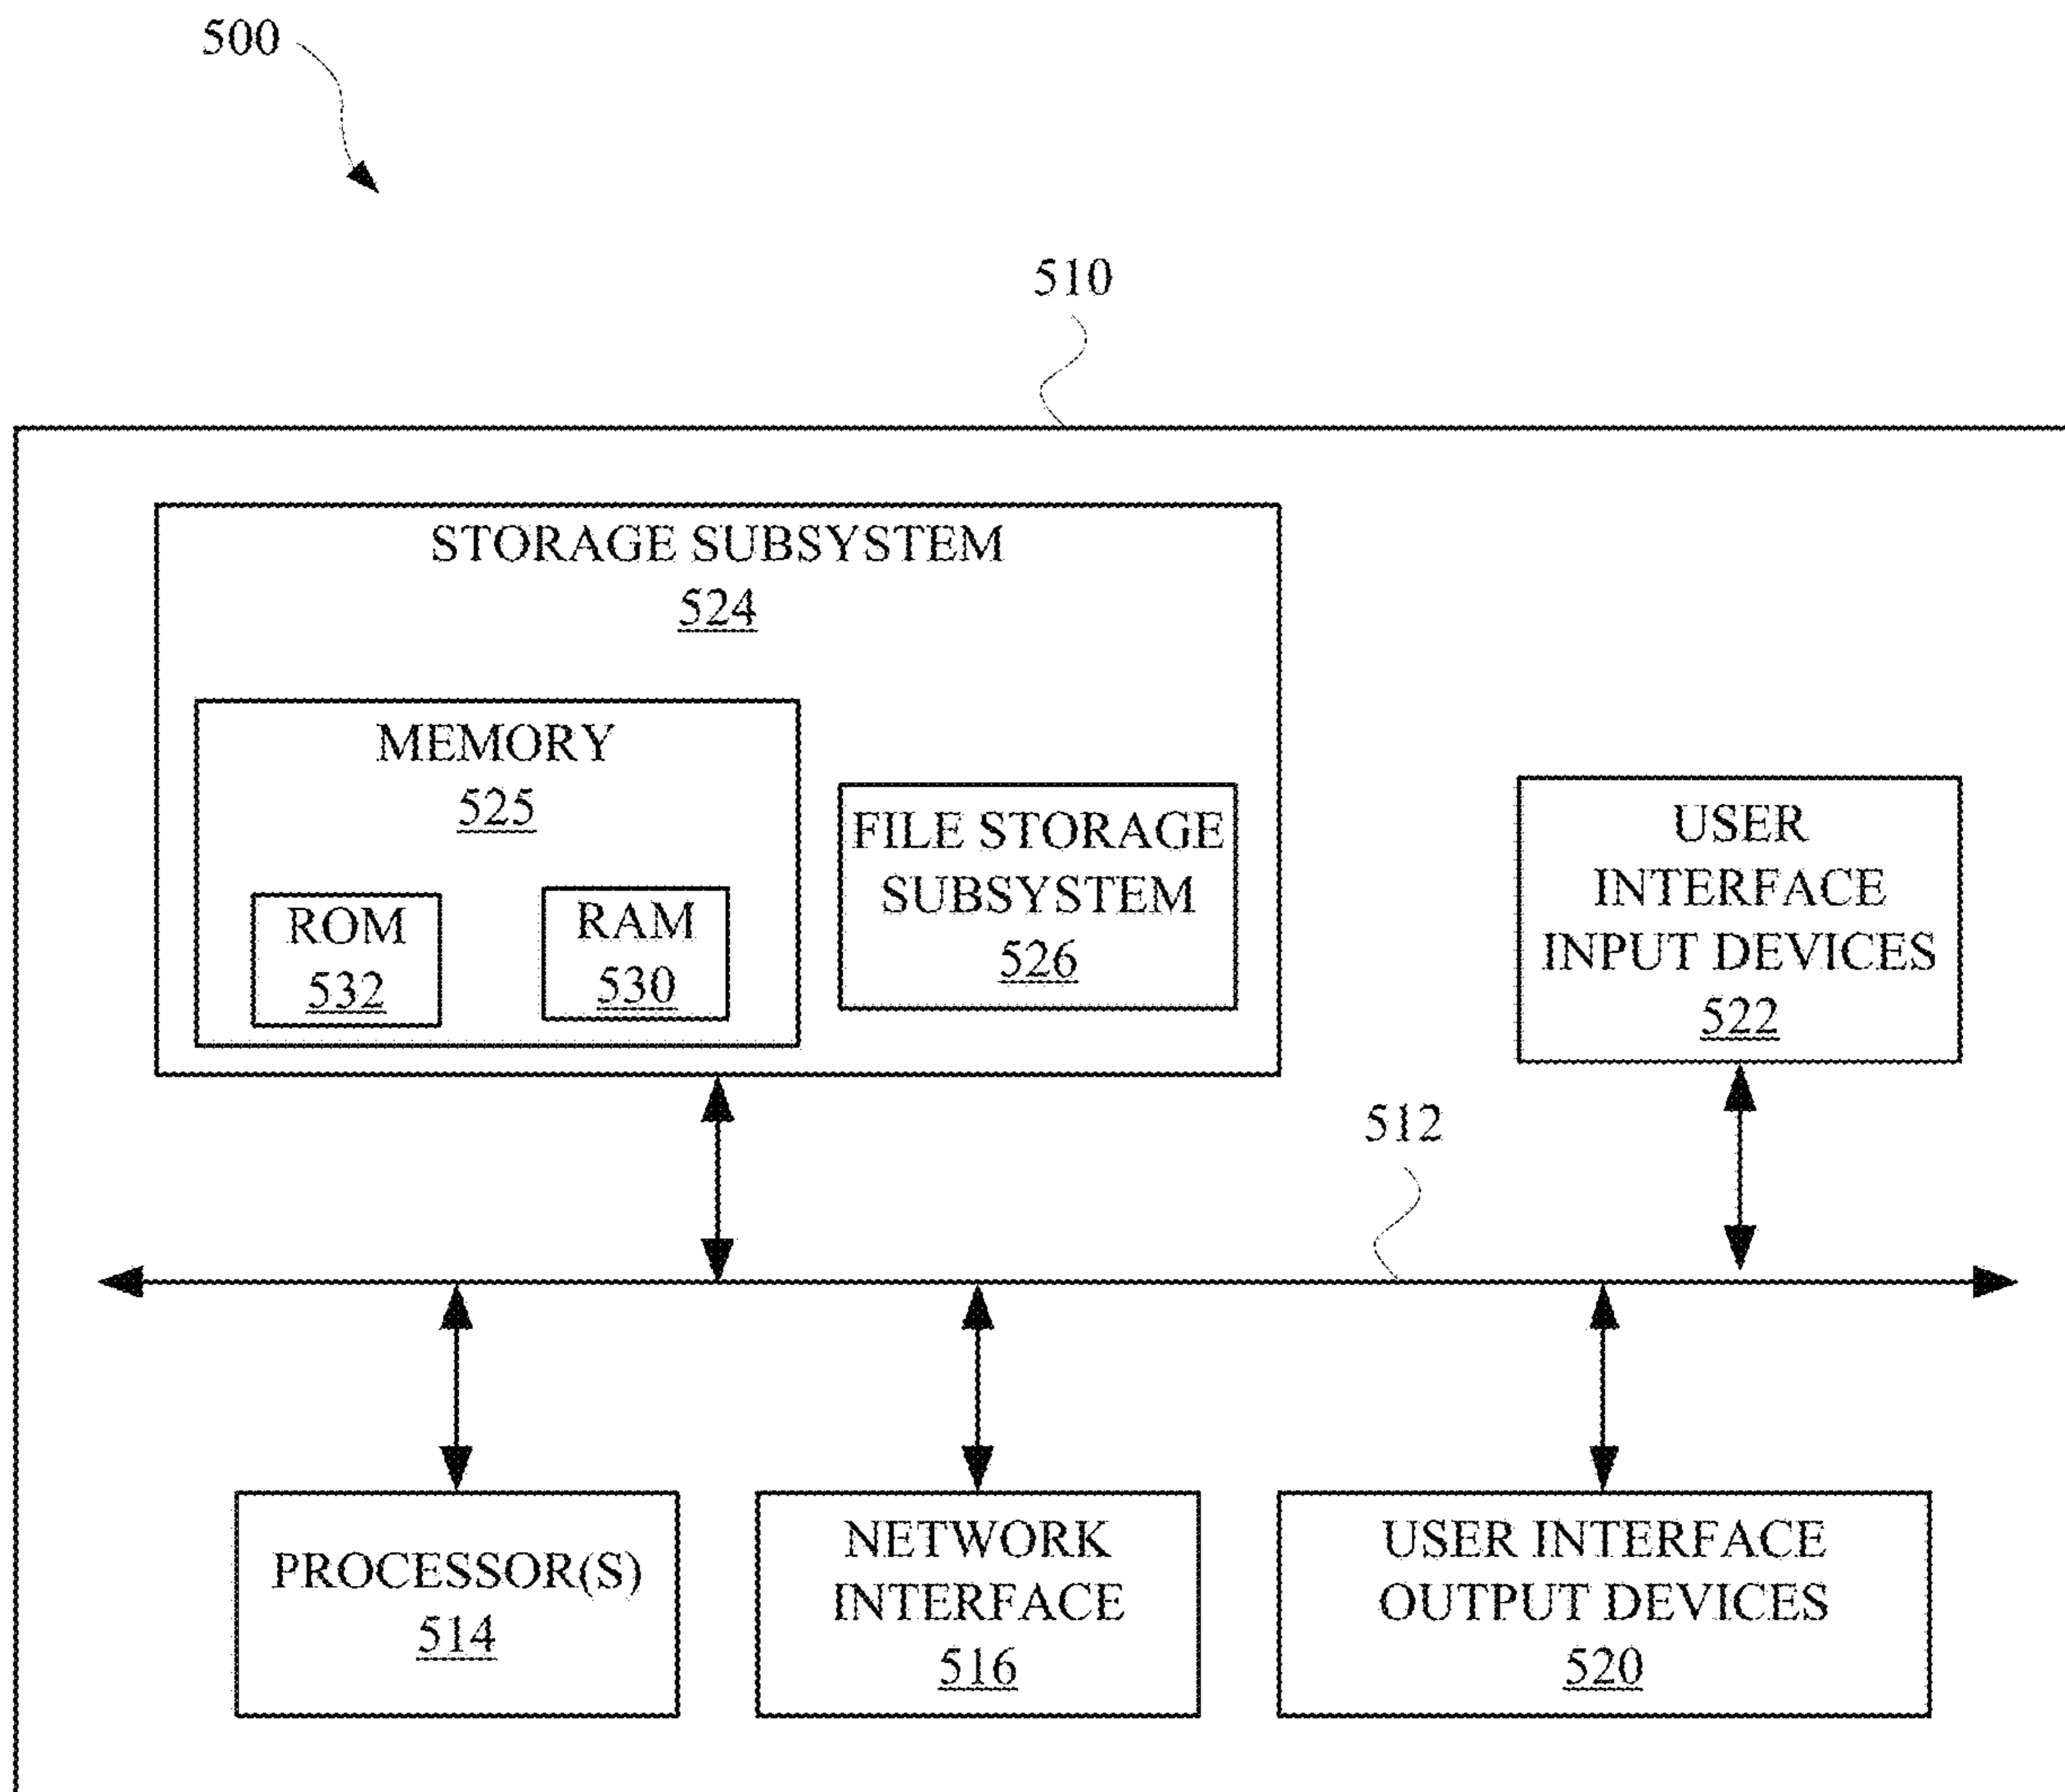 500
510
STORAGE SUBSYSTEM
524
MEMORY
525
ROM
532
RAM
530
FILE STORAGE
SUBSYSTEM
526
USER
INTERFACE
INPUT DEVICES
522
512
PROCESSOR(S)
514
NETWORK
INTERFACE
516
USER INTERFACE
OUTPUT DEVICES
520